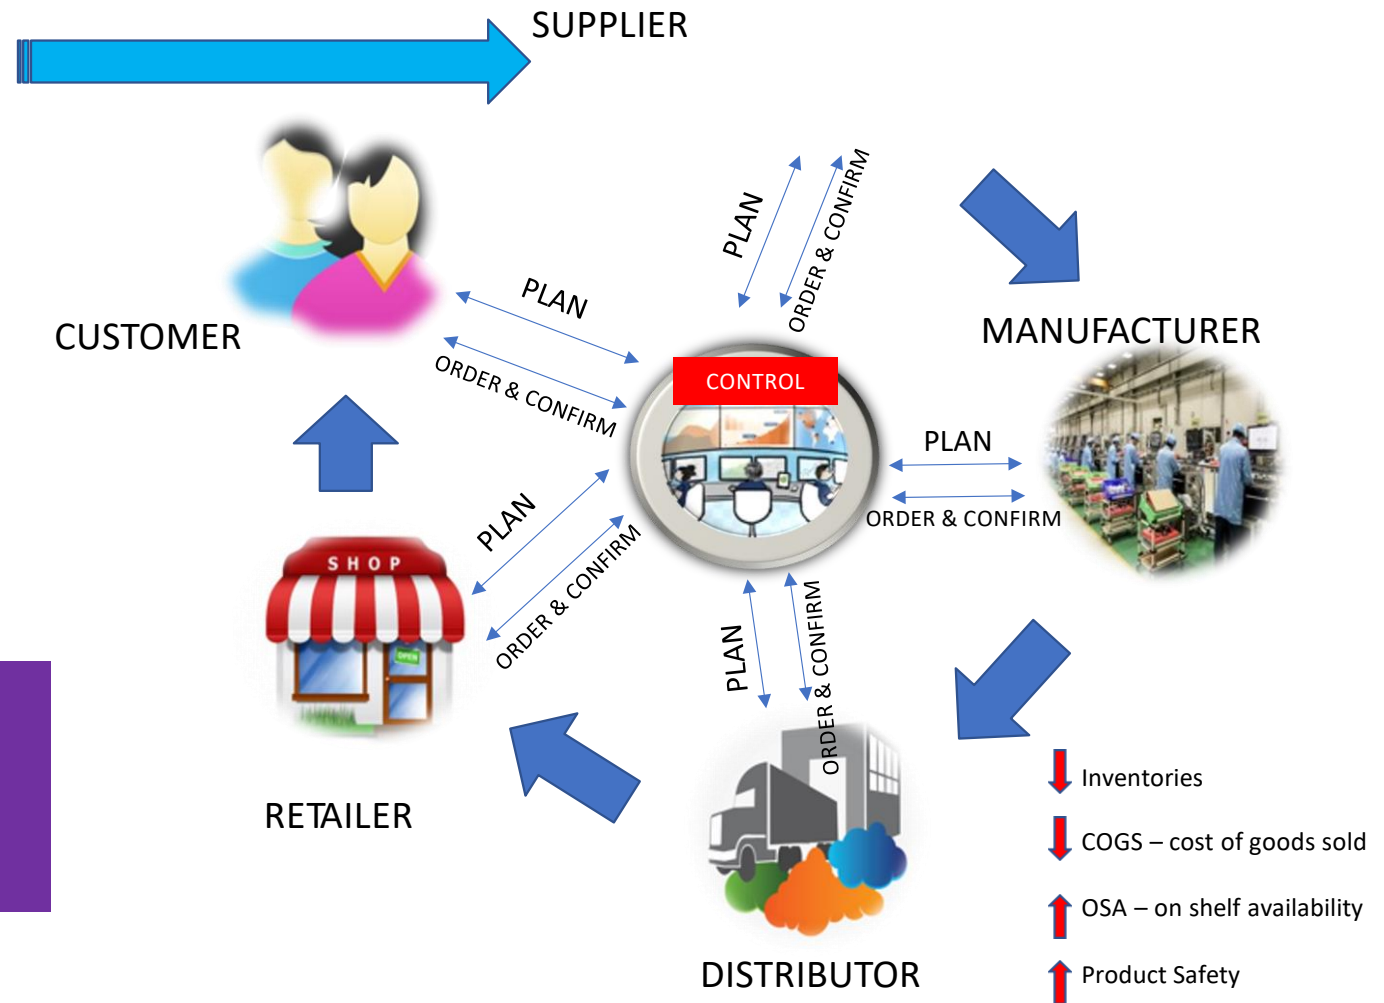 SUPPLIER
PLAN
ORDER & CONFIRM
CUSTOMER
PLAN
ORDER & CONFIRM
MANUFACTURER
CONTROL
PLAN
ORDER & CONFIRM
PLAN
ORDER & CONFIRM
SHOP
OPEN
PLAN
ORDER & CONFIRM
RETAILER
DISTRIBUTOR
Inventories
COGS – cost of goods sold
OSA – on shelf availability
Product Safety